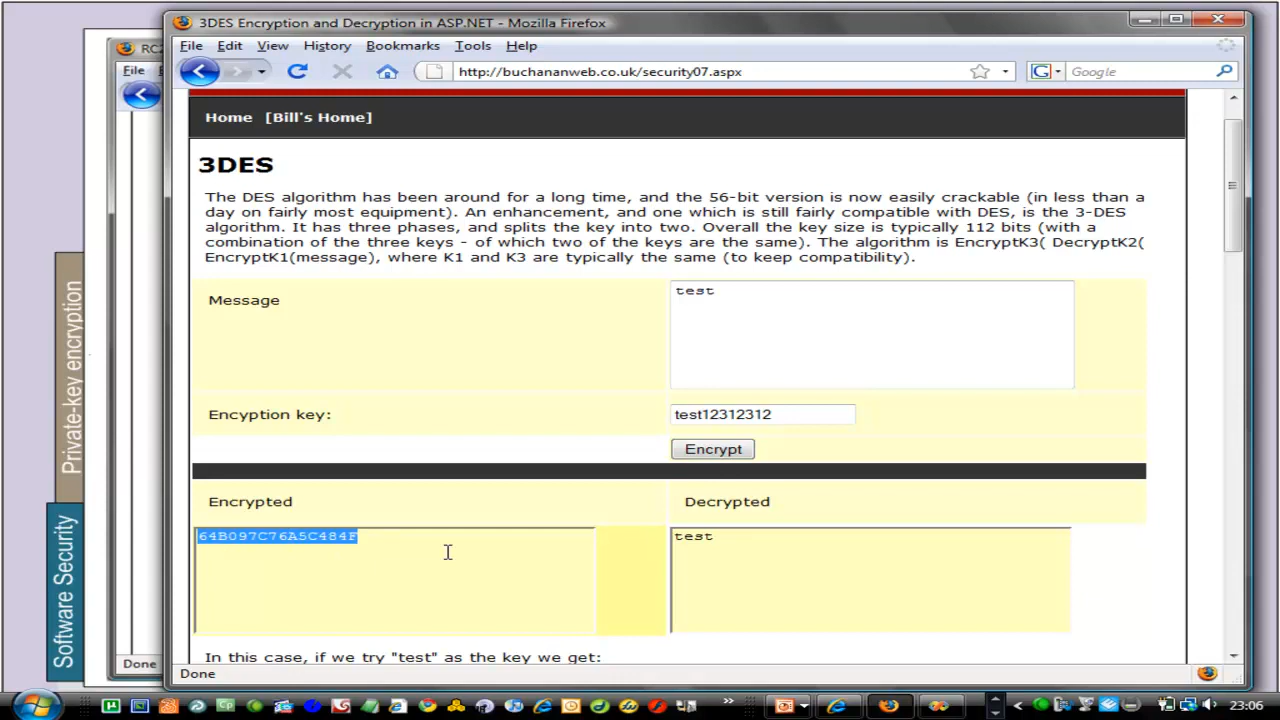 3DES Encryption and Decryption in ASP.NET - Mozilla Firefox
RC2
File Edit View History Bookmarks Tools Help
File
http://buchananweb.co.uk/security07.aspx
Google
Home [Bill's Home]
3DES
The DES algorithm has been around for a long time, and the 56-bit version is now easily crackable (in less than a
day on fairly most equipment). An enhancement, and one which is still fairly compatible with DES, is the 3-DES
algorithm. It has three phases, and splits the key into two. Overall the key size is typically 112 bits (with a
combination of the three keys - of which two of the keys are the same). The algorithm is EncryptK3( DecryptK2(
EncryptK1(message), where K1 and K3 are typically the same (to keep compatibility).
Message
test
Encyption key:
test12312312
Encrypt
Encrypted
Decrypted
64B097C76A5C484F
test
In this case, if we try "test" as the key we get:
Done
Done
Private-key encryption
Software Security
23:06